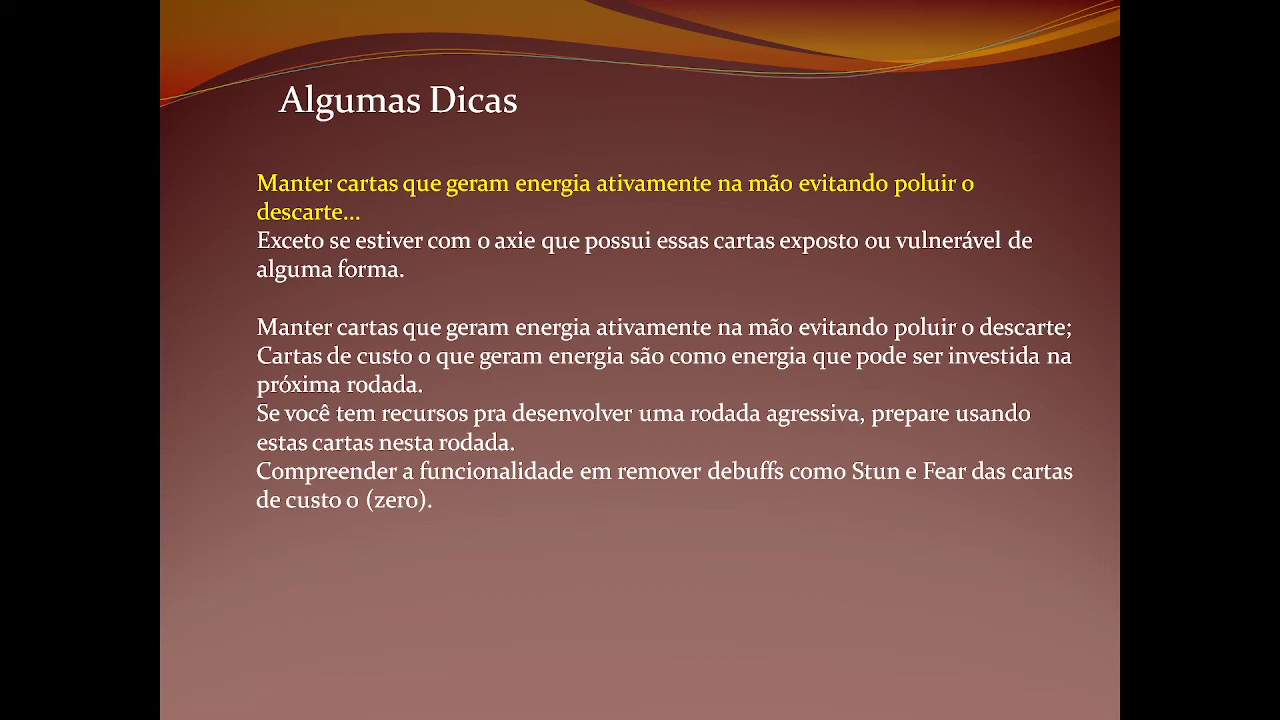 Algumas Dicas
Manter cartas que geram energia ativamente na mão evitando poluir o
descarte...
Exceto se estiver com o axie que possui essas cartas exposto ou vulnerável de
alguma forma.
Manter cartas que geram energia ativamente na mão evitando poluir o descarte;
Cartas de custo 0 que geram energia são como energia que pode ser investida na
próxima rodada.
Se você tem recursos pra desenvolver uma rodada agressiva, prepare usando
estas cartas nesta rodada.
Compreender a funcionalidade em remover debuffs como Stun e Fear das cartas
de custo 0 (zero).